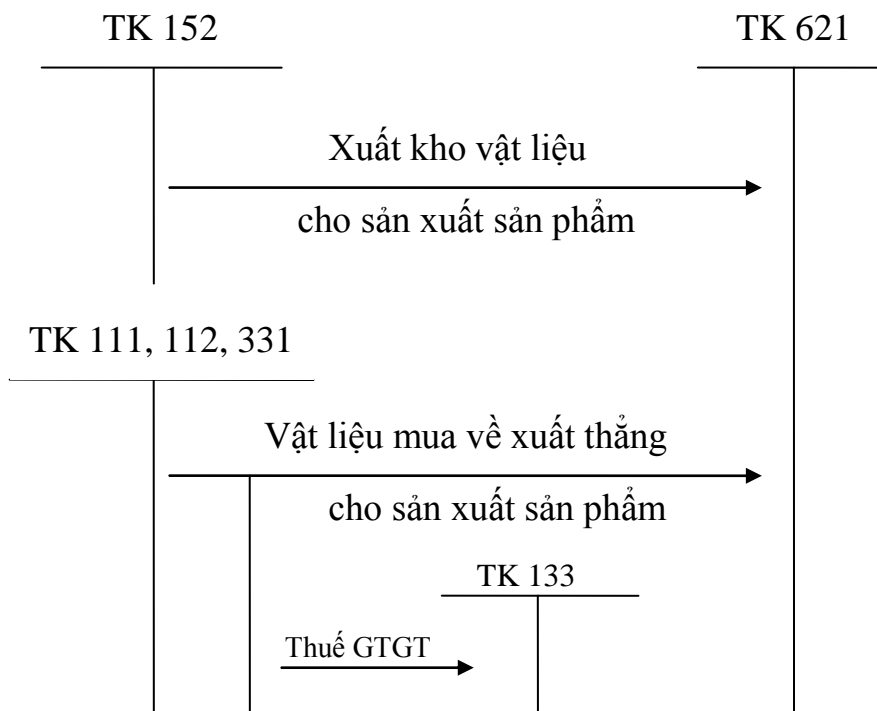 TK 152
TK 621
Xuất kho vật liệu
cho sản xuất sản phẩm
TK 111, 112, 331
Vật liệu mua về xuất thẳng
cho sản xuất sản phẩm
TK 133
Thuế GTGT